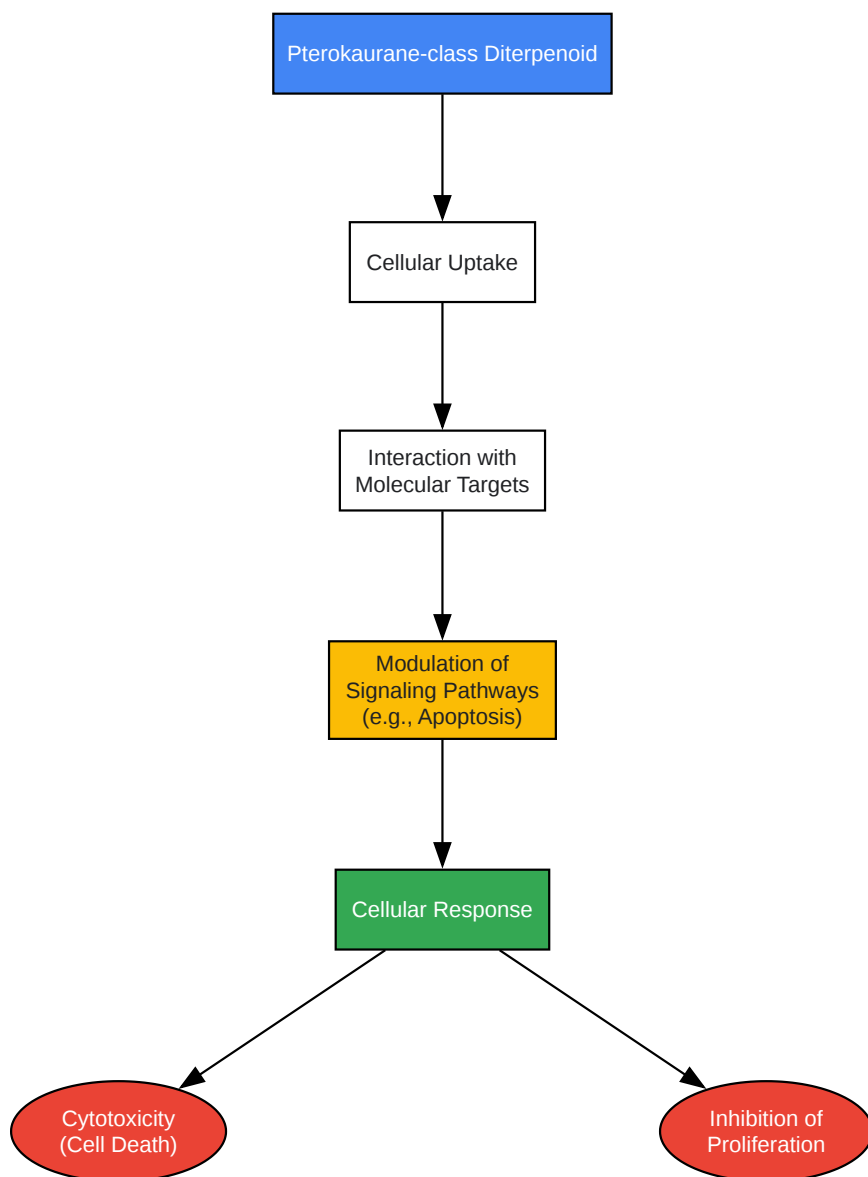 Pterokaurane-class Diterpenoid
Cellular Uptake
Interaction with
Molecular Targets
Modulation of
Signaling Pathways
(e.g., Apoptosis)
Cellular Response
Cytotoxicity
(Cell Death)
Inhibition of
Proliferation